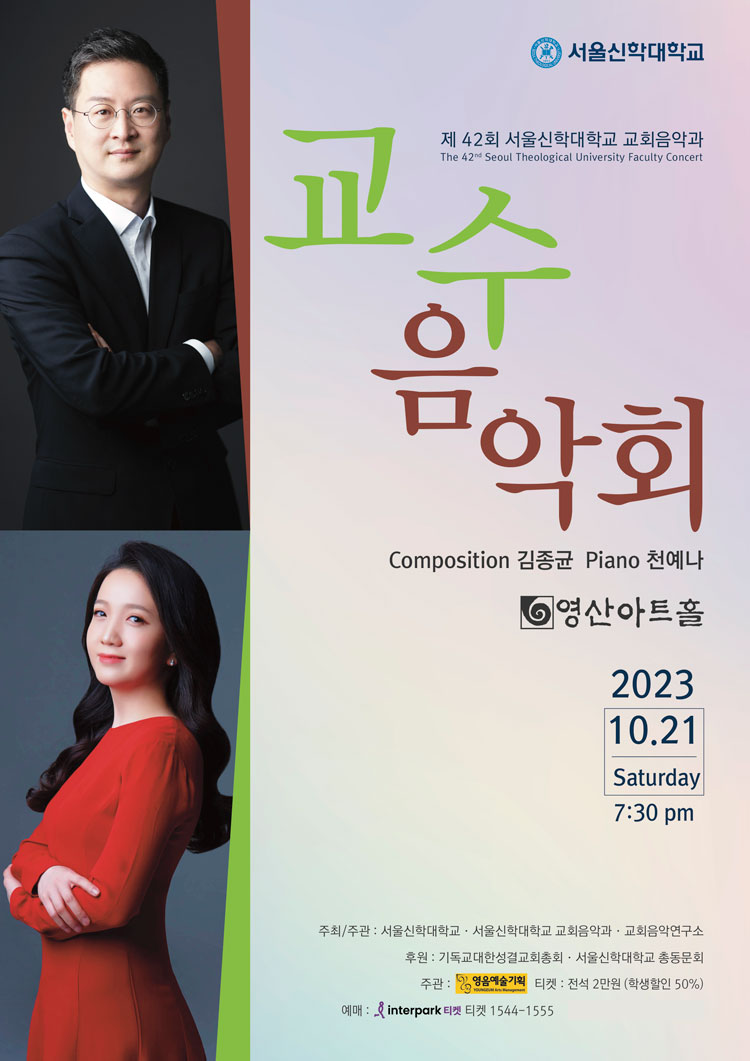 서울신학대학교
제 42회 서울신학대학교 교회음악과
The 42nd Seoul Theological University Faculty Concert
교수
음악회
Composition 김종균 Piano 천예나
영산아트홀
2023
10.21
Saturday
7:30 pm
주최/주관 : 서울신학대학교 · 서울신학대학교 교회음악과 · 교회음악연구소
후원 : 기독교대한성결교회총회 · 서울신학대학교 총동문회
주관 : 영음예술기획 YOUNGEUM Arts Management 티켓 : 전석 2만원 (학생할인 50%)
예매 : interpark 티켓 티켓 1544-1555